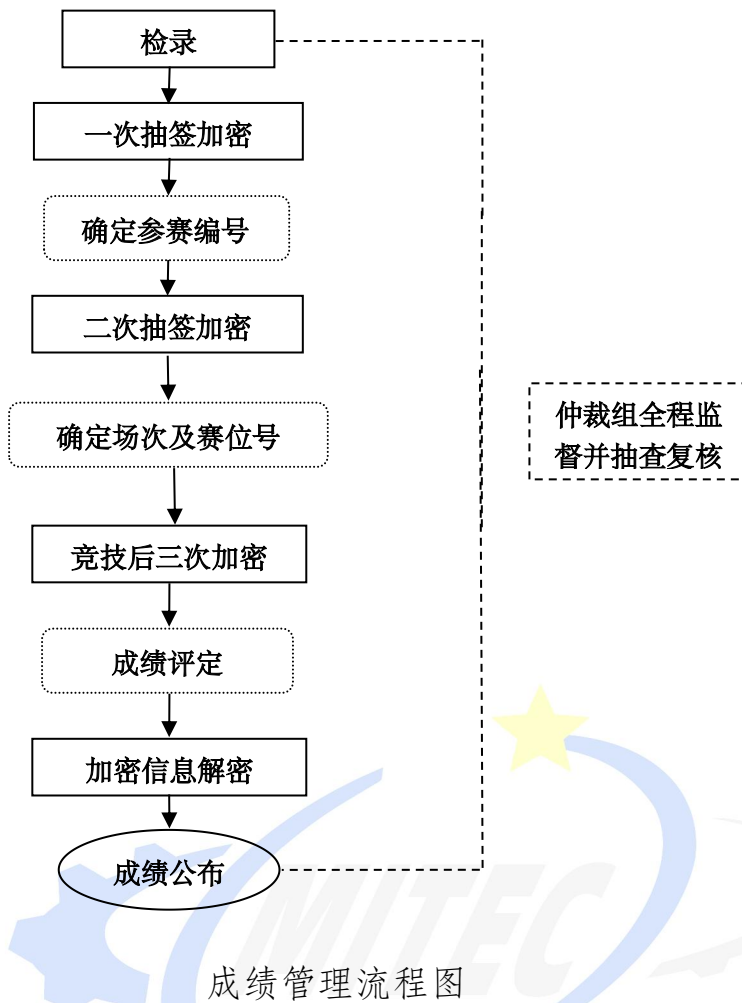 检录
一次抽签加密
确定参赛编号
二次抽签加密
确定场次及赛位号
仲裁组全程监
督并抽查复核
竞技后三次加密
成绩评定
加密信息解密
成绩公布
MITEC
成绩管理流程图